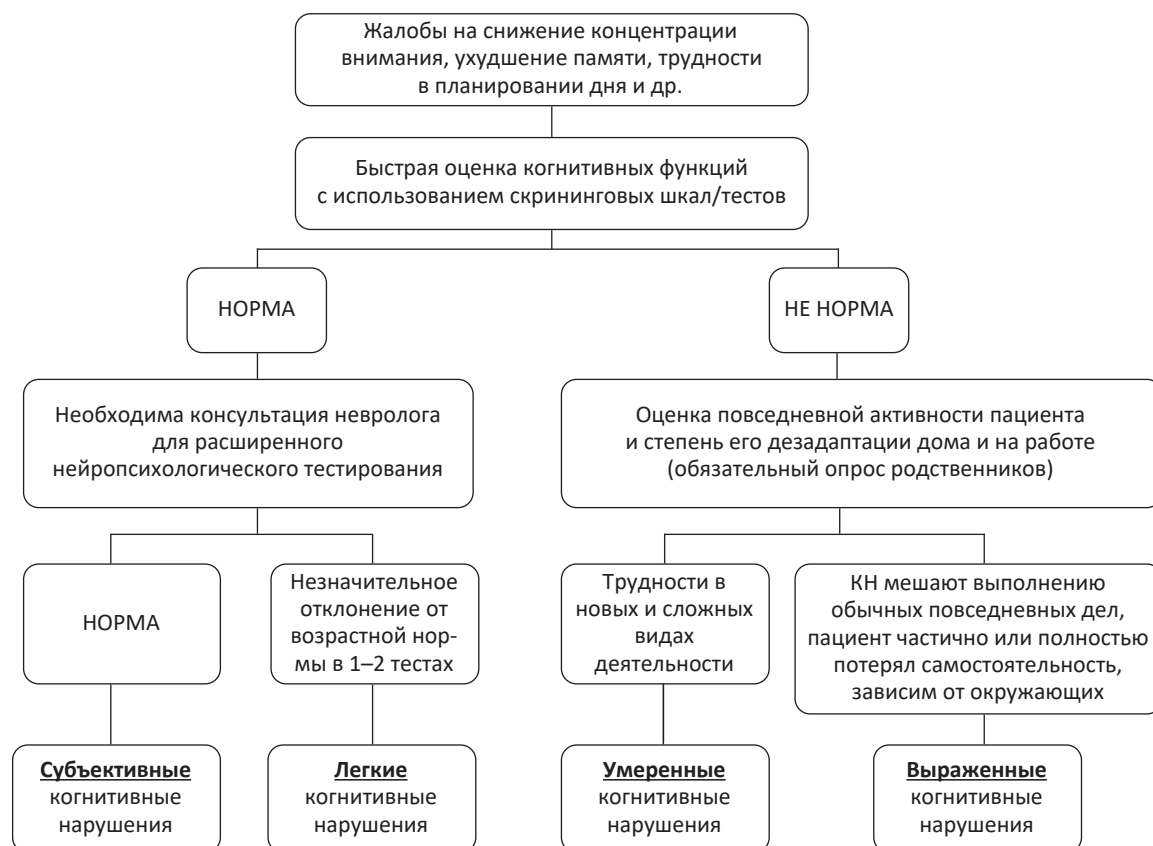 Жалобы на снижение концентрации
внимания, ухудшение памяти, трудности
в планировании дня и др.
Быстрая оценка когнитивных функций
с использованием скрининговых шкал/тестов
НОРМА
НЕ НОРМА
Необходима консультация невролога
для расширенного
нейропсихологического тестирования
Оценка повседневной активности пациента
и степень его дезадаптации дома и на работе
(обязательный опрос родственников)
НОРМА
Незначительное
отклонение от
возрастной нор-
мы в 1–2 тестах
Трудности в
новых и сложных
видах
деятельности
КН мешают выполнению
обычных повседневных дел,
пациент частично или полностью
потерял самостоятельность,
зависим от окружающих
Субъективные
когнитивные
нарушения
Легкие
когнитивные
нарушения
Умеренные
когнитивные
нарушения
Выраженные
когнитивные
нарушения